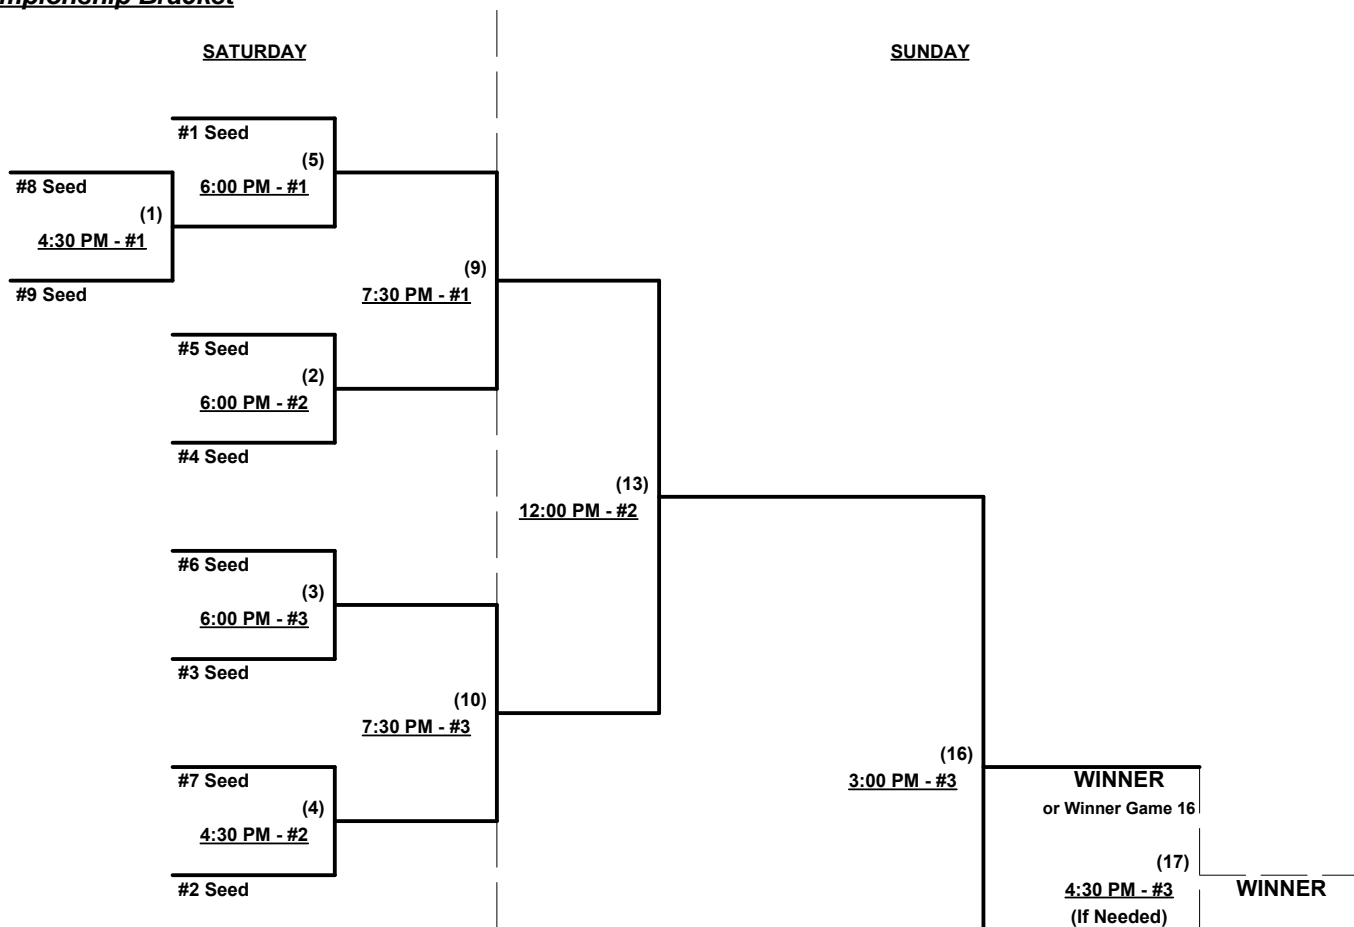 Bracket
SATURDAY
SUNDAY
#1 Seed
(5)
6:00 PM - #1
#8 Seed
(1)
4:30 PM - #1
#9 Seed
(9)
7:30 PM - #1
#5 Seed
(2)
6:00 PM - #2
#4 Seed
(13)
12:00 PM - #2
#6 Seed
(3)
6:00 PM - #3
#3 Seed
(10)
7:30 PM - #3
#7 Seed
(4)
4:30 PM - #2
#2 Seed
(16)
3:00 PM - #3
WINNER
or Winner Game 16
(17)
4:30 PM - #3
(If Needed)
WINNER